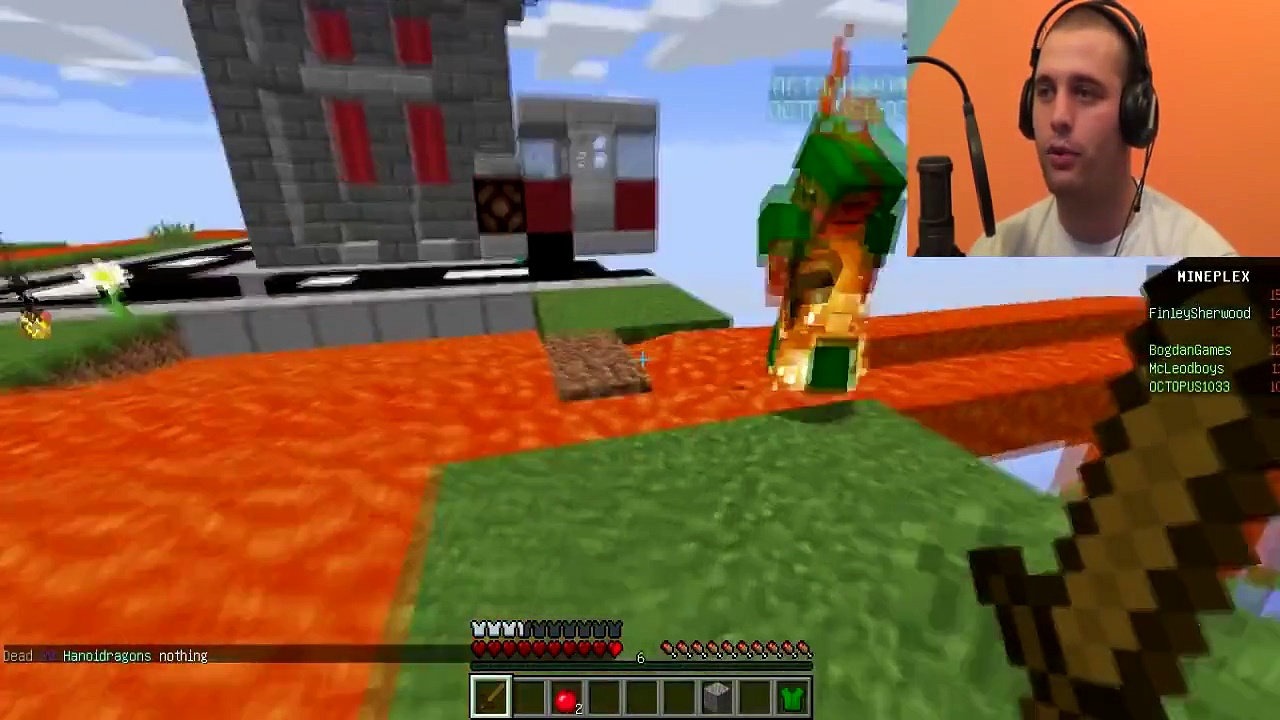 MINEPLEX
FinleySherwood
BogdanGames
McLeodboys
OCTOPUS1033
Dead Hanoidragons nothing
6
2